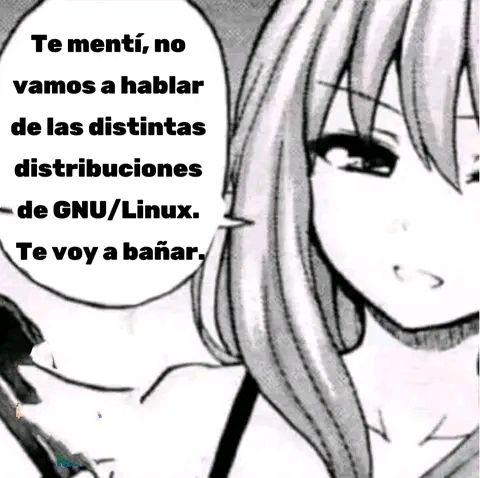 Te mentí, no
vamos a hablar
de las distintas
distribuciones
de GNU/Linux.
Te voy a bañar.